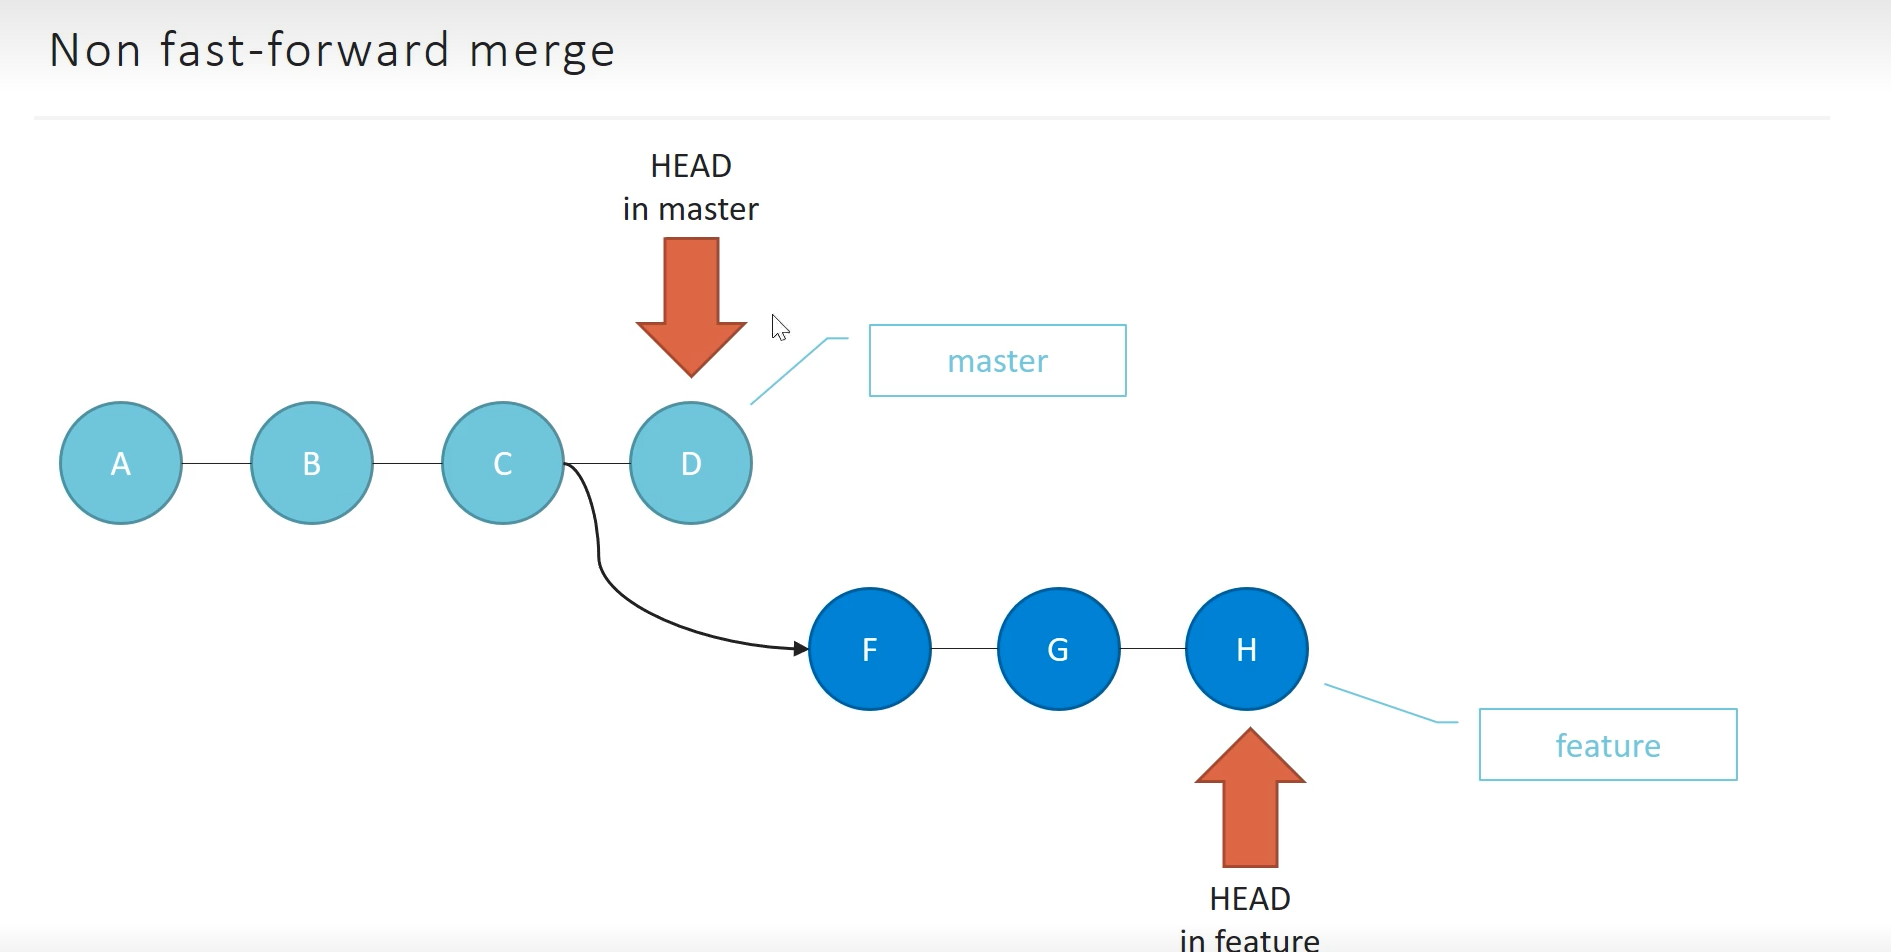 Non fast-forward merge
HEAD
in master
master
A
B
C
D
F
G
H
feature
HEAD
in feature